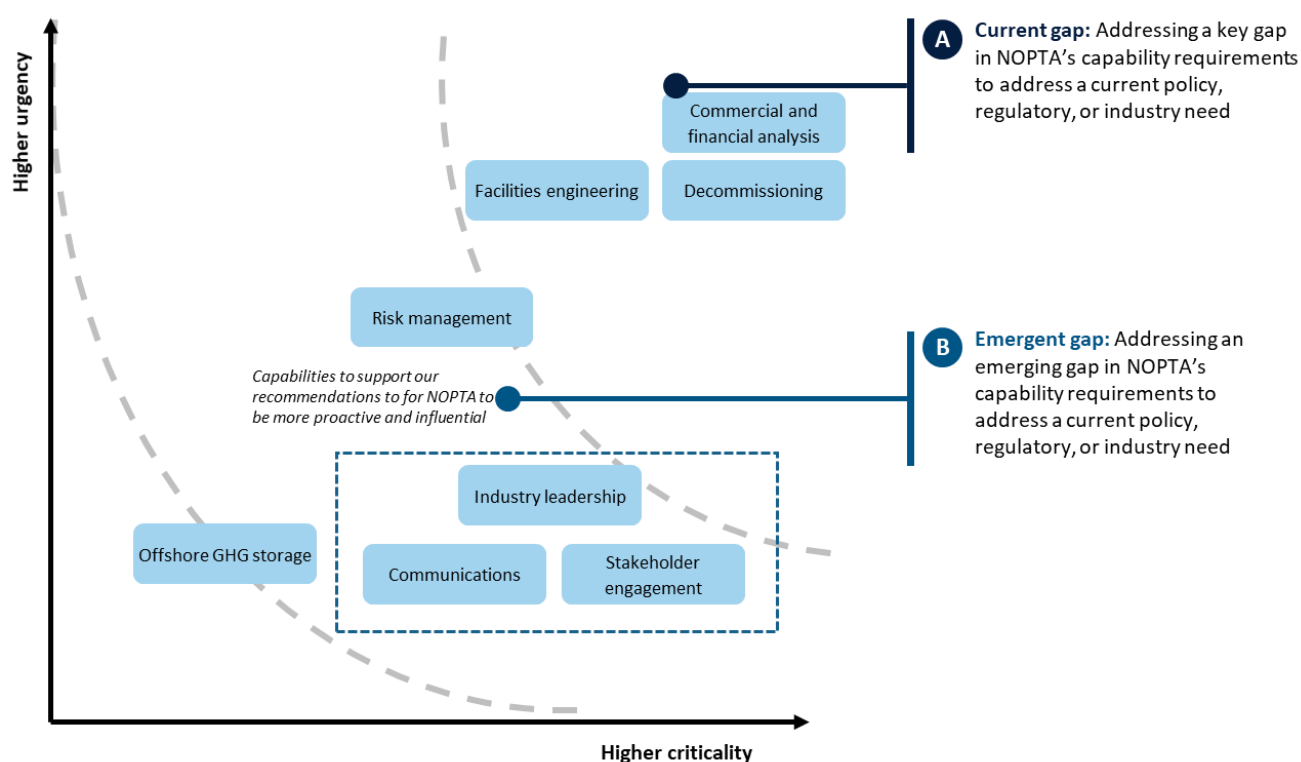 Higher urgency
A
Current gap: Addressing a key gap
in NOPTA's capability requirements
to address a current policy,
regulatory, or industry need
Commercial and
financial analysis
Facilities engineering
Decommissioning
Risk management
Capabilities to support our
recommendations to for NOPTA to
be more proactive and influential
B
Emergent gap: Addressing an
emerging gap in NOPTA's
capability requirements to
address a current policy,
regulatory, or industry need
Industry leadership
Offshore GHG storage
Communications
Stakeholder
engagement
Higher criticality